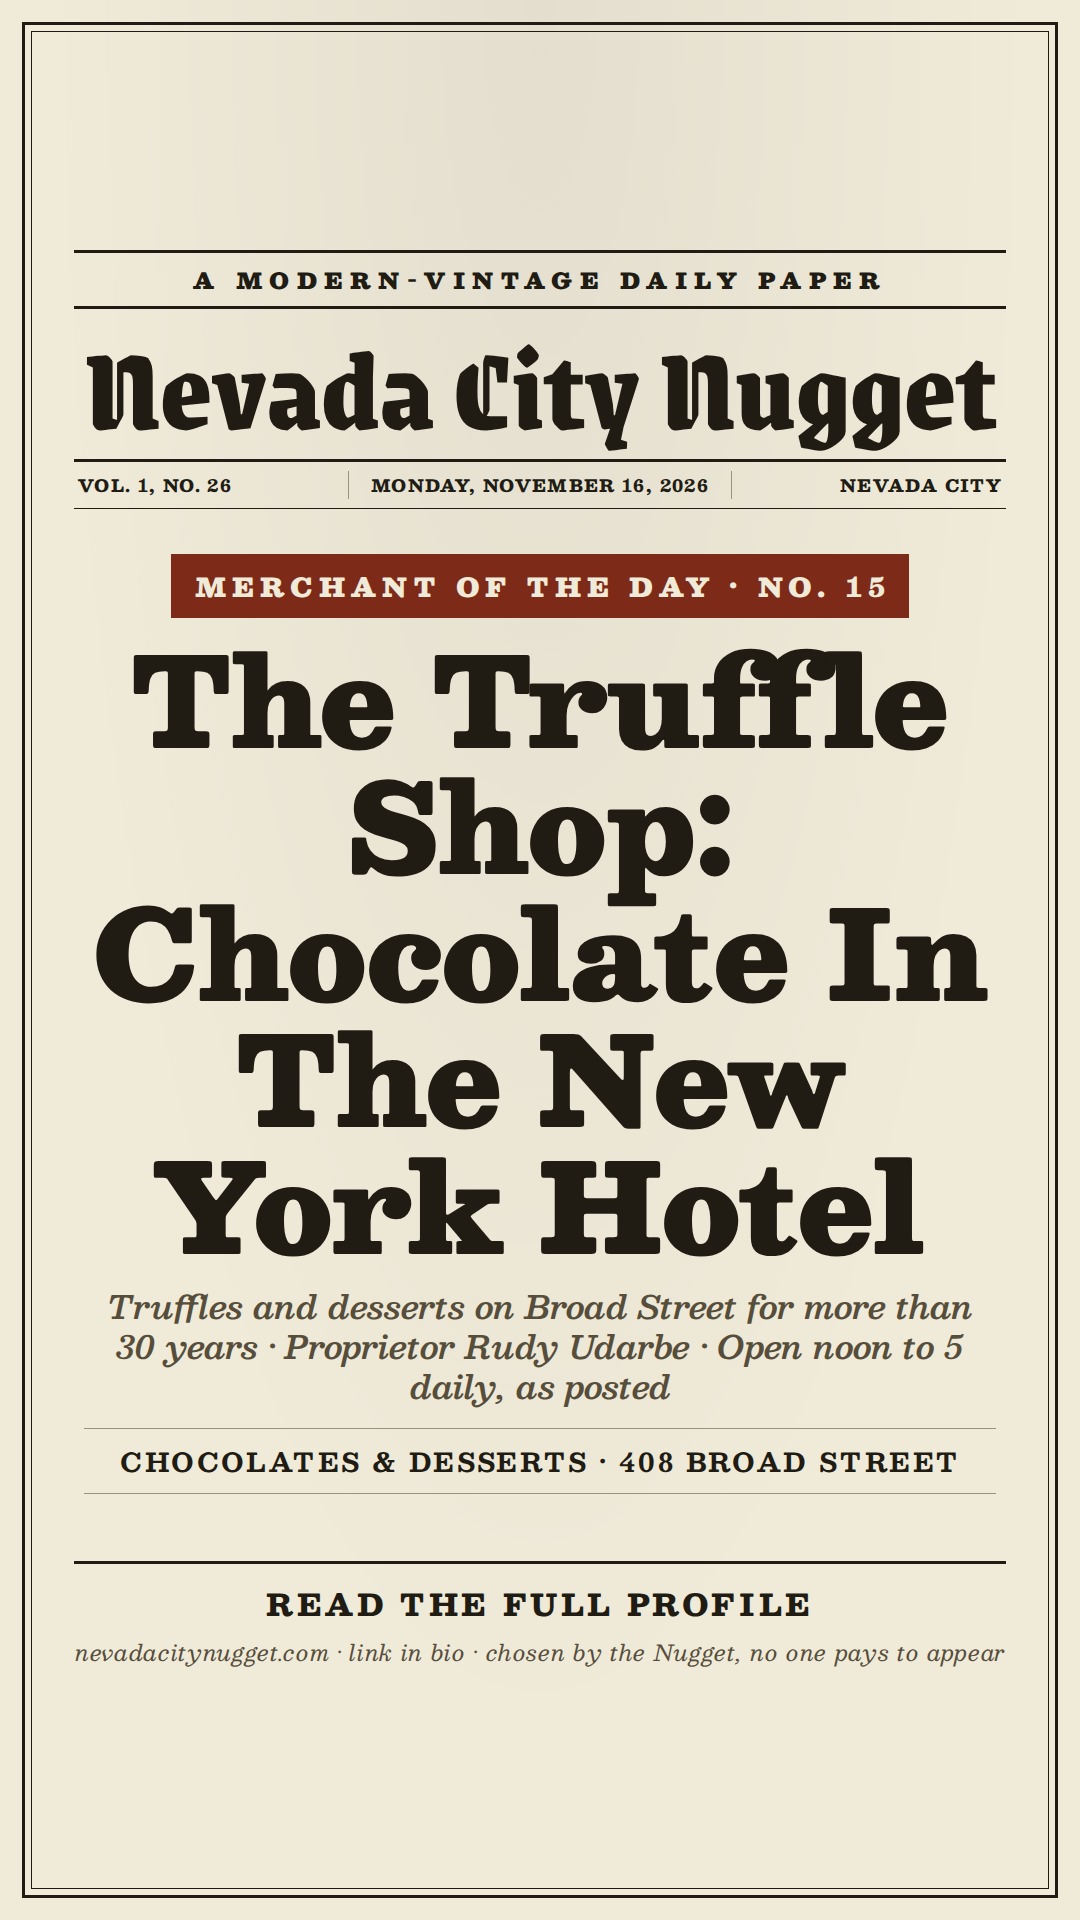 A MODERN-VINTAGE DAILY PAPER
Nevada City Nugget
VOL. 1, NO. 26 MONDAY, NOVEMBER 16, 2026 NEVADA CITY
MERCHANT OF THE DAY · NO. 15
The Truffle
Shop:
Chocolate In
The New
York Hotel
Truffles and desserts on Broad Street for more than
30 years · Proprietor Rudy Udarbe · Open noon to 5
daily, as posted
CHOCOLATES & DESSERTS · 408 BROAD STREET
READ THE FULL PROFILE
nevadacitynugget.com · link in bio · chosen by the Nugget, no one pays to appear